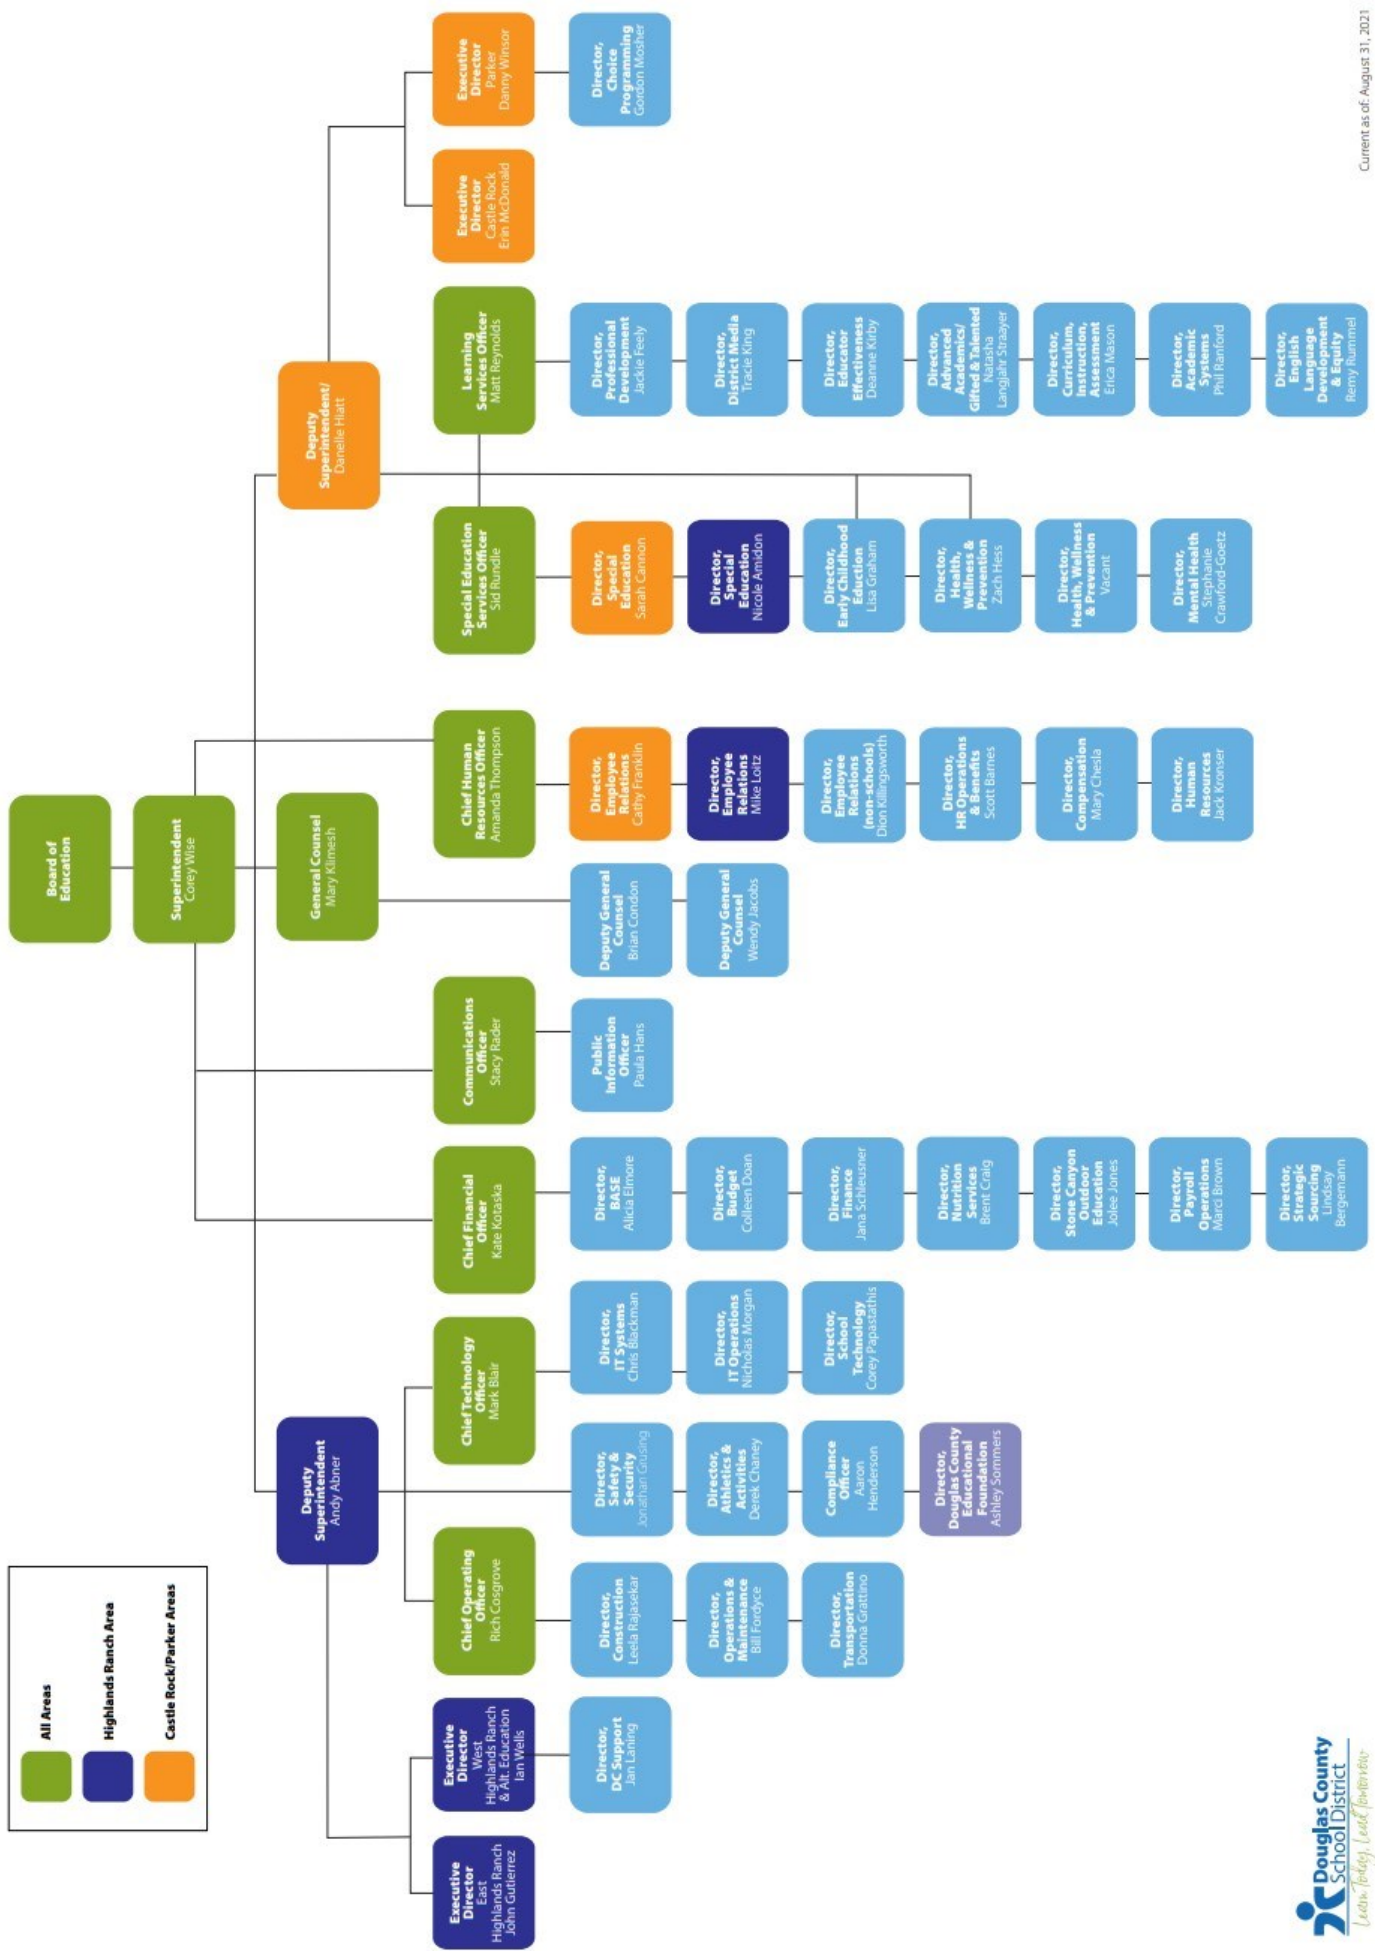 All Areas
Highlands Ranch Area
Castle Rock/Parker Areas
Board of
Education
Superintendent
Corey Wise
General Counsel
Mary Klimesh
Deputy
Superintendent
Andy Abner
Deputy
Superintendent/
Danelle Hiatt
Executive
Director
East
Highlands Ranch
John Gutierrez
Executive
Director
West
Highlands Ranch
& Alt. Education
Ian Wells
Director,
DC Support
Jan Laning
Chief Operating
Officer
Rich Cosgrove
Director,
Construction
Leela Rajasekar
Director,
Operations &
Maintenance
Bill Fordyce
Director,
Transportation
Donna Grattino
Director,
Safety &
Security
Jonathan Grusing
Director,
Athletics &
Activities
Derek Chaney
Compliance
Officer
Aaron
Henderson
Director,
Douglas County
Educational
Foundation
Ashley Sommers
Chief Technology
Officer
Mark Blair
Director,
IT Systems
Chris Blackman
Director,
IT Operations
Nicholas Morgan
Director,
School
Technology
Corey Papastathis
Chief Financial
Officer
Kate Kotaska
Director,
BASE
Alicia Elmore
Director,
Budget
Colleen Doan
Director,
Finance
Jana Schleusner
Director,
Nutrition
Services
Brent Craig
Director,
Stone Canyon
Outdoor
Education
Jolee Jones
Director,
Payroll
Operations
Marci Brown
Director,
Strategic
Sourcing
Lindsay
Bergemann
Communications
Officer
Stacy Rader
Public
Information
Officer
Paula Hans
Deputy General
Counsel
Brian Condon
Deputy General
Counsel
Wendy Jacobs
Chief Human
Resources Officer
Amanda Thompson
Director,
Employee
Relations
Cathy Franklin
Director,
Employee
Relations
Mike Loitz
Director,
Employee
Relations
(non-schools)
Dion Killingsworth
Director,
HR Operations
& Benefits
Scott Barnes
Director,
Compensation
Mary Chesla
Director,
Human
Resources
Jack Kronser
Special Education
Services Officer
Sid Rundle
Director,
Special
Education
Sarah Cannon
Director,
Special
Education
Nicole Amidon
Director,
Early Childhood
Eduction
Lisa Graham
Director,
Health,
Wellness &
Prevention
Zach Hess
Director,
Health, Wellness
& Prevention
Vacant
Director,
Mental Health
Stephanie
Crawford-Goetz
Learning
Services Officer
Matt Reynolds
Director,
Professional
Development
Jackie Feely
Director,
District Media
Tracie King
Director,
Educator
Effectiveness
Deanne Kirby
Director,
Advanced
Academics/
Gifted & Talented
Natasha
Langjahr Straayer
Director,
Curriculum,
Instruction,
Assessment
Erica Mason
Director,
Academic
Systems
Phil Ranford
Director,
English
Language
Development
& Equity
Remy Rummel
Executive
Director
Castle Rock
Erin McDonald
Executive
Director
Parker
Danny Winsor
Director,
Choice
Programming
Gordon Mosher
Douglas County
School District
Learn Today. Lead Tomorrow
Current as of: August 31, 2021